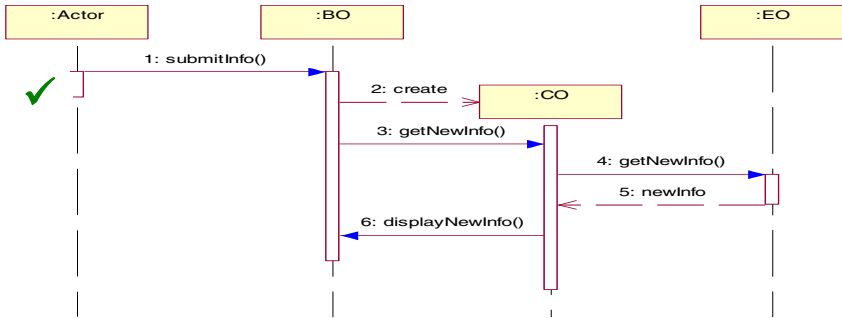 :Actor
:BO
:EO
1: submitInfo()
2: create
:CO
3: getNewInfo()
4: getNewInfo()
5: newInfo
6: displayNewInfo()